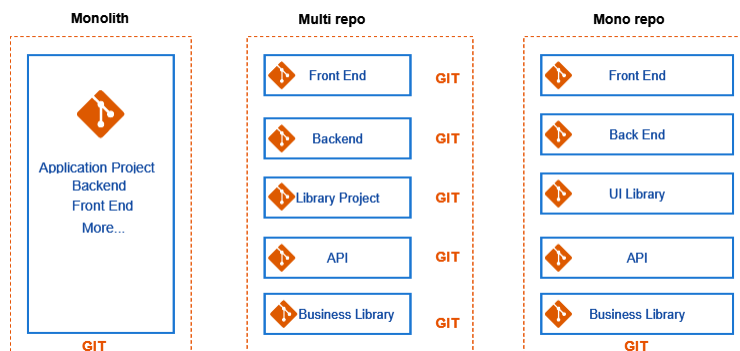 Monolith
Application Project
Backend
Front End
More...
GIT
Multi repo
Front End
GIT
Backend
GIT
Library Project
GIT
API
GIT
Business Library
GIT
Mono repo
Front End
Back End
UI Library
API
Business Library
GIT